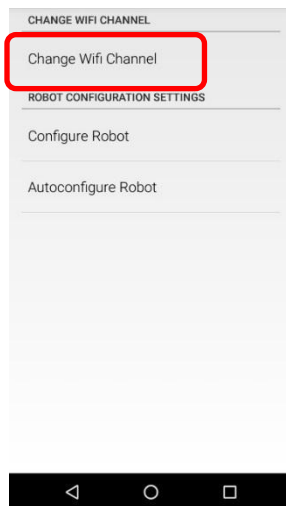 CHANGE WIFI CHANNEL
Change Wifi Channel
ROBOT CONFIGURATION SETTINGS
Configure Robot
Autoconfigure Robot